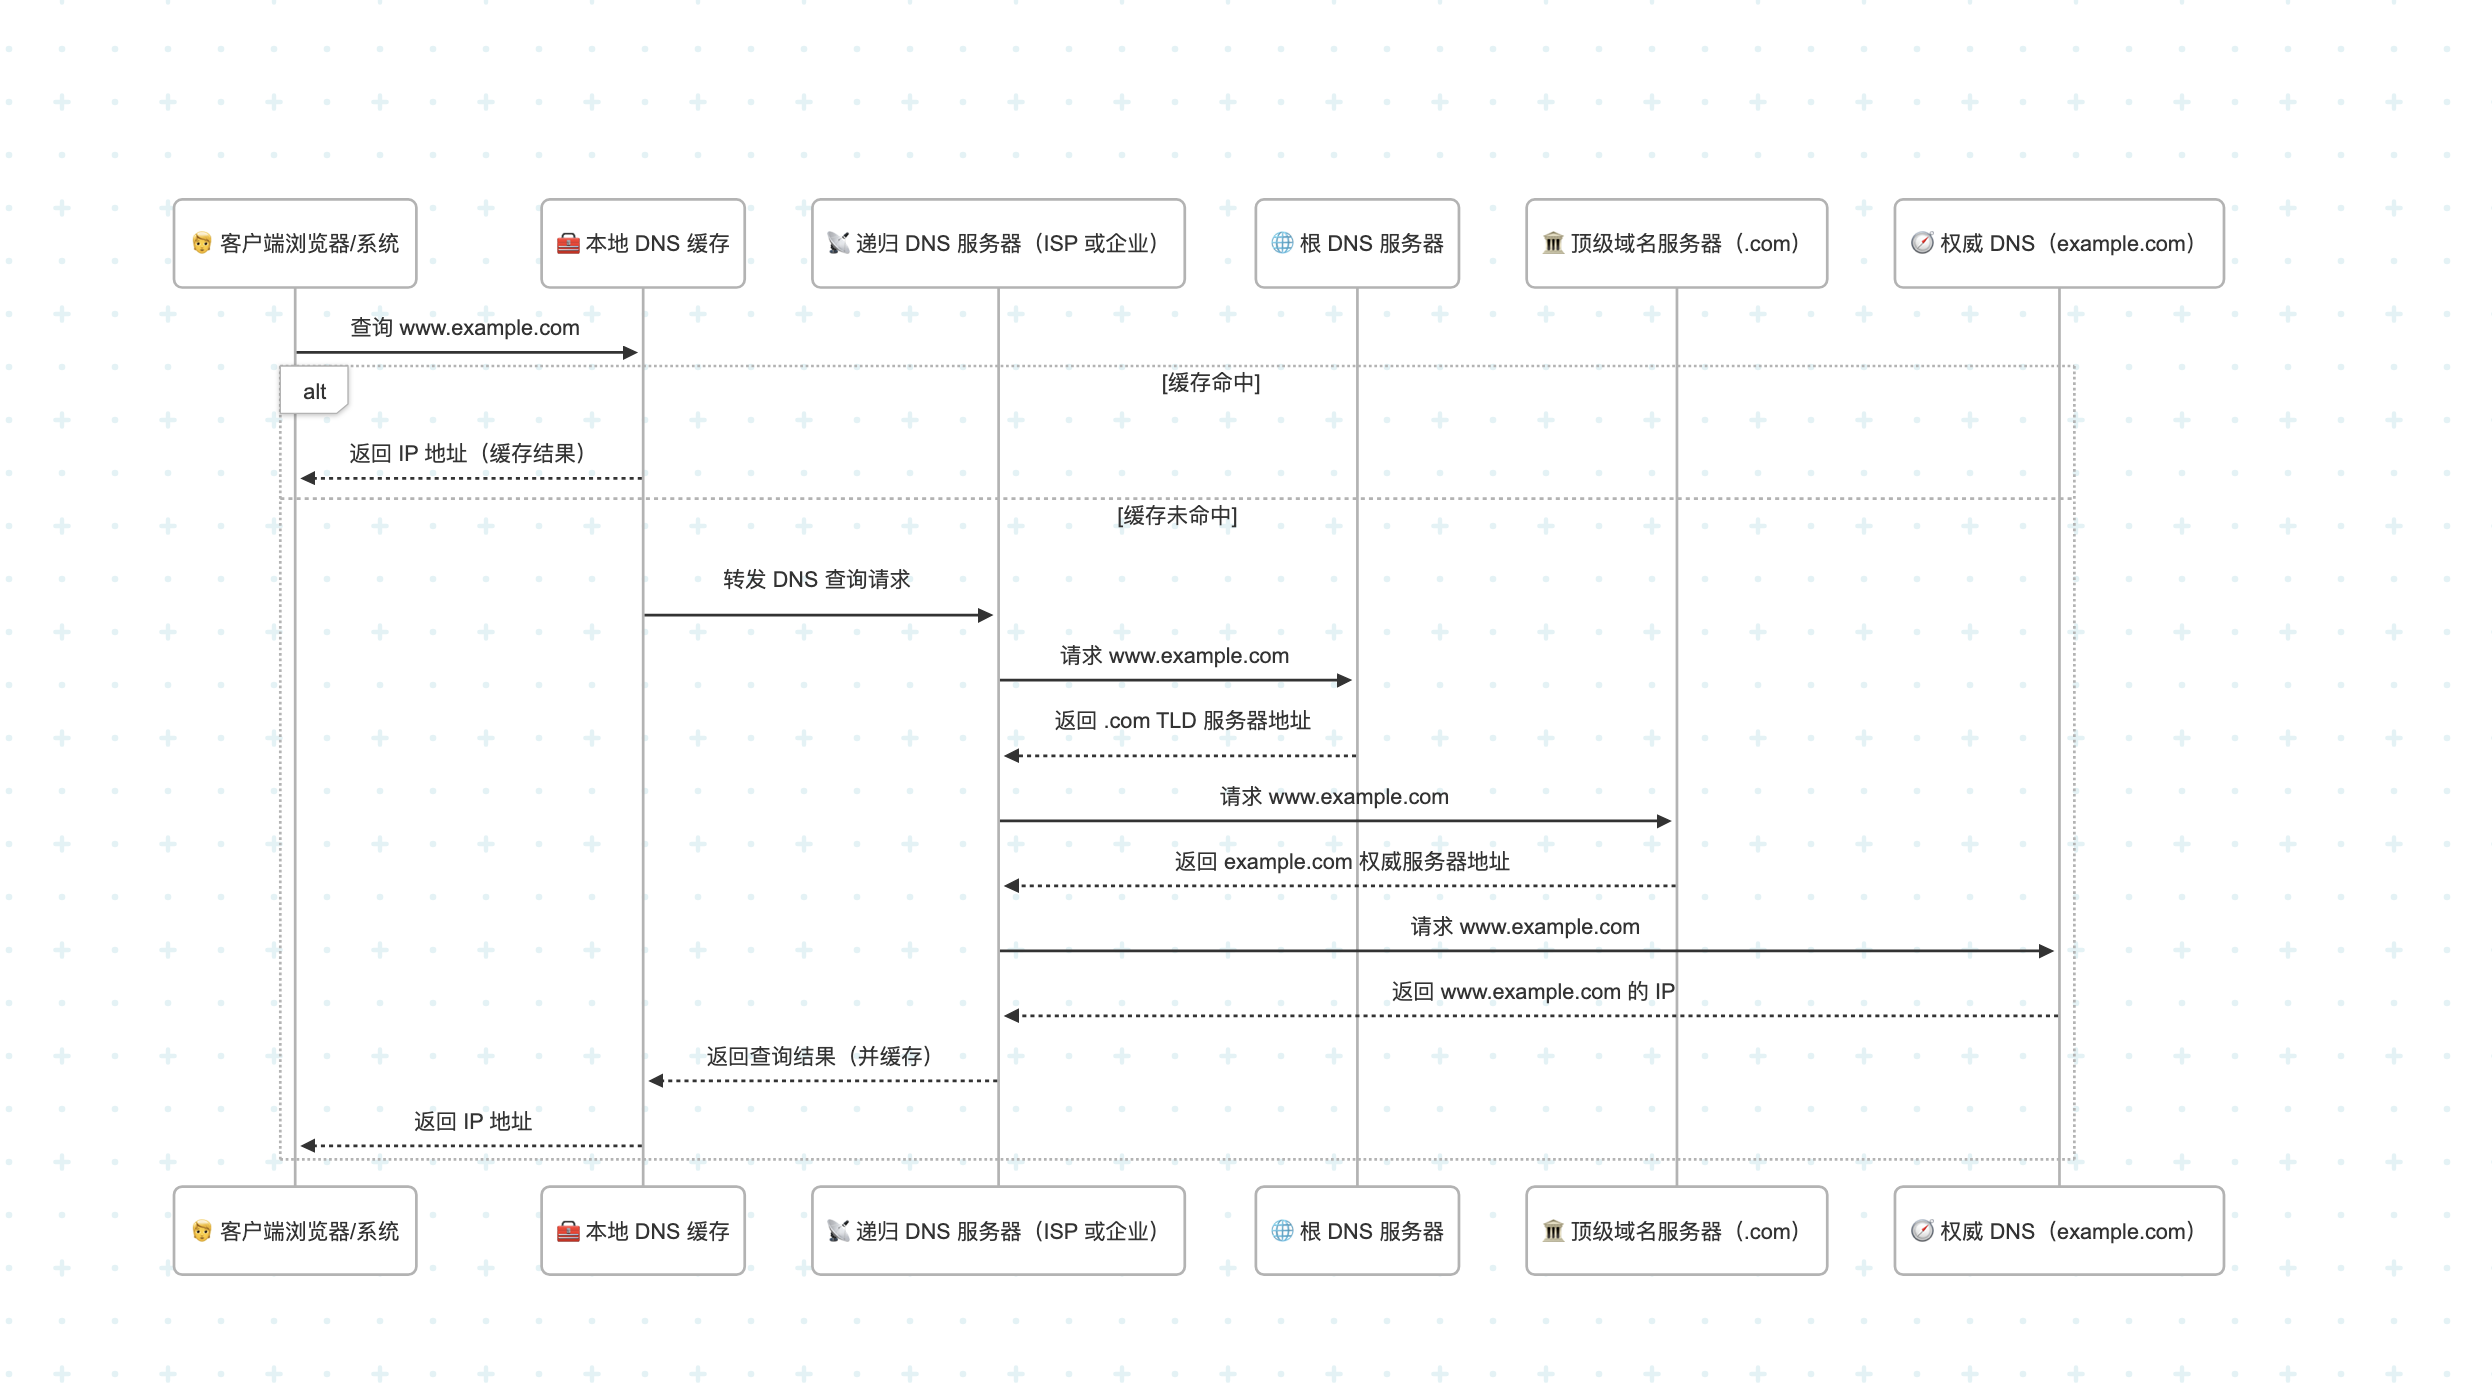 客户端浏览器/系统
本地 DNS 缓存
递归 DNS 服务器（ISP 或企业）
根 DNS 服务器
顶级域名服务器（.com）
权威 DNS（example.com）
查询 www.example.com
alt
[缓存命中]
返回 IP 地址（缓存结果）
[缓存未命中]
转发 DNS 查询请求
请求 www.example.com
返回 .com TLD 服务器地址
请求 www.example.com
返回 example.com 权威服务器地址
请求 www.example.com
返回 www.example.com 的 IP
返回查询结果（并缓存）
返回 IP 地址
客户端浏览器/系统
本地 DNS 缓存
递归 DNS 服务器（ISP 或企业）
根 DNS 服务器
顶级域名服务器（.com）
权威 DNS（example.com）